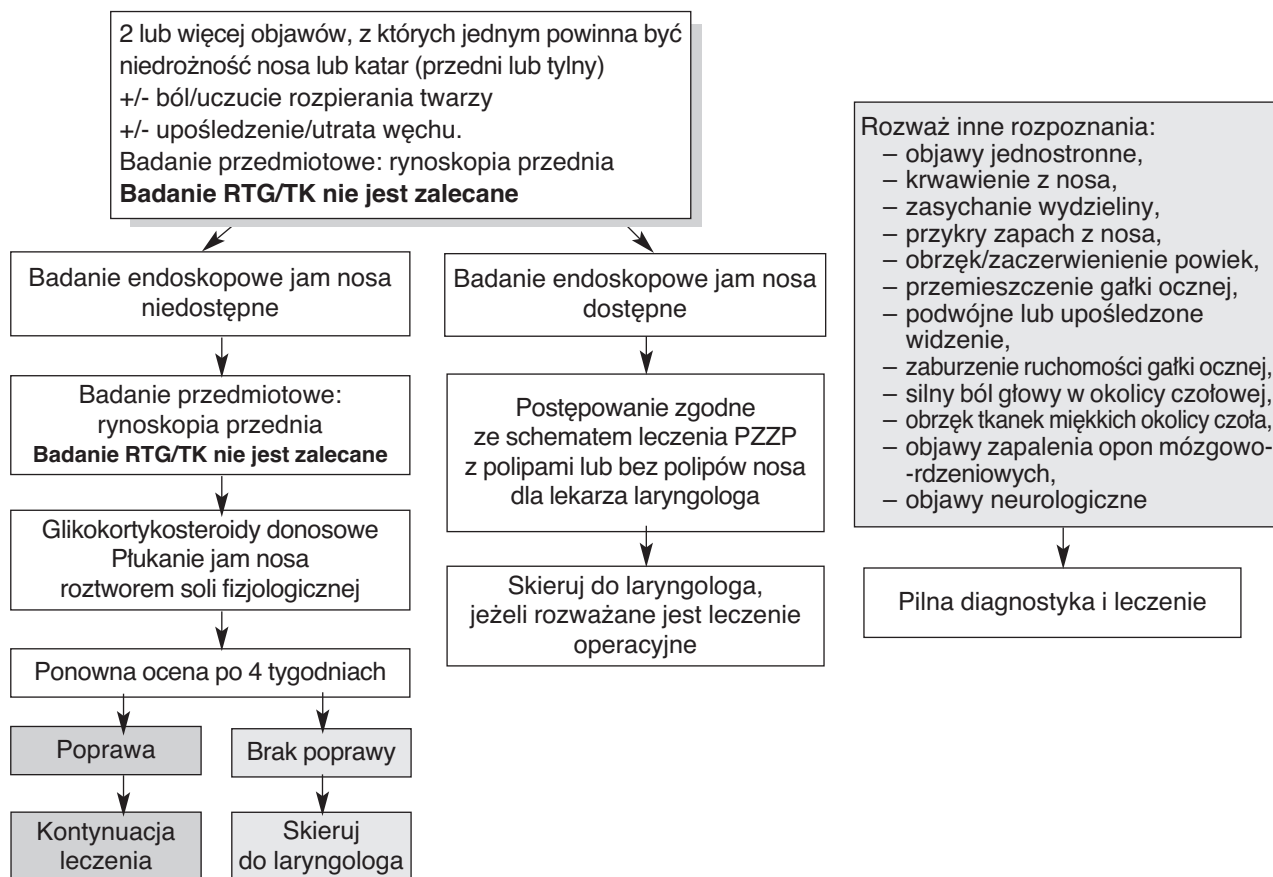 2 lub więcej objawów, z których jednym powinna być
niedrożność nosa lub katar (przedni lub tylny)
+/- ból/uczucie rozpierania twarzy
+/- upośledzenie/utrata węchu.
Badanie przedmiotowe: rynoskopia przednia
Badanie RTG/TK nie jest zalecane
Badanie endoskopowe jam nosa
niedostępne
Badanie przedmiotowe:
rynoskopia przednia
Badanie RTG/TK nie jest zalecane
Glikokortykosteroidy donosowe
Płukanie jam nosa
roztworem soli fizjologicznej
Ponowna ocena po 4 tygodniach
Poprawa
Kontynuacja
leczenia
Brak poprawy
Skieruj
do laryngologa
Badanie endoskopowe jam nosa
dostępne
Postępowanie zgodne
ze schematem leczenia PZZP
z polipami lub bez polipów nosa
dla lekarza laryngologa
Skieruj do laryngologa,
jeżeli rozważane jest leczenie
operacyjne
Rozważ inne rozpoznania:
– objawy jednostronne,
– krwawienie z nosa,
– zasychanie wydzieliny,
– przykry zapach z nosa,
– obrzęk/zaczerwienienie powiek,
– przemieszczenie gałki ocznej,
– podwójne lub upośledzone
widzenie,
– zaburzenie ruchomości gałki ocznej,
– silny ból głowy w okolicy czołowej,
– obrzęk tkanek miękkich okolicy czoła,
– objawy zapalenia opon mózgowo-
-rdzeniowych,
– objawy neurologiczne
Pilna diagnostyka i leczenie